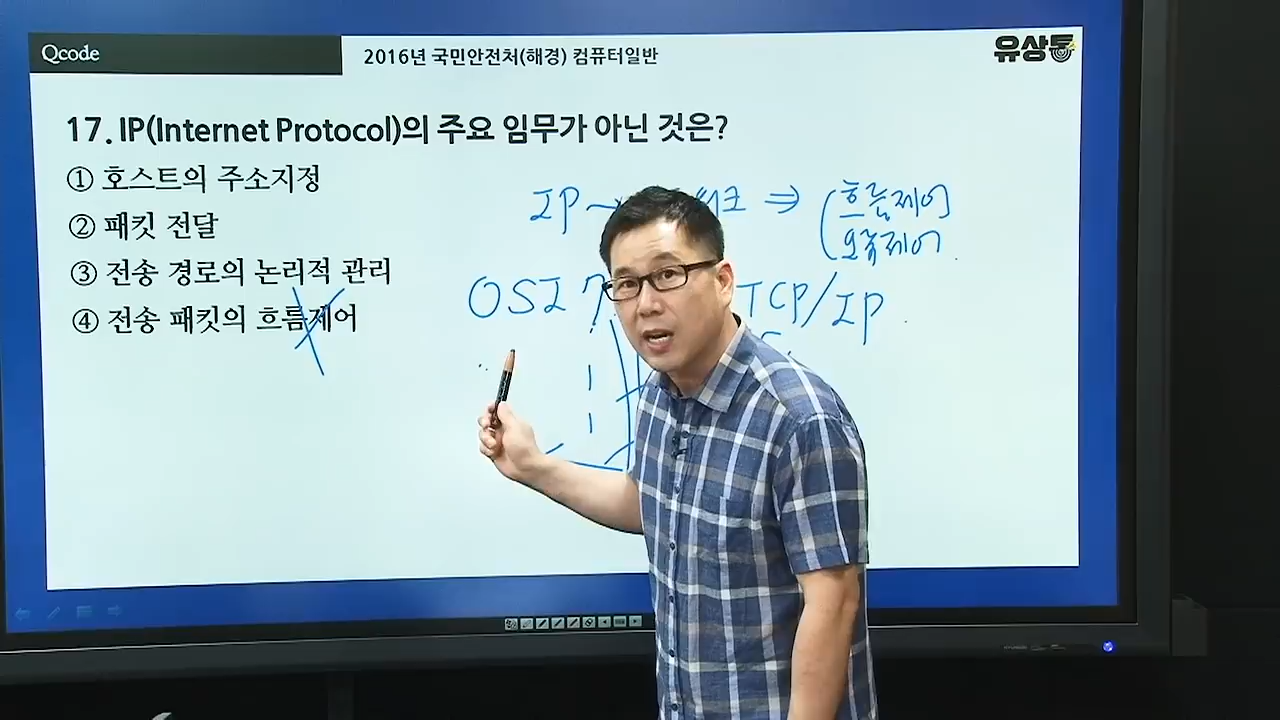 Qcode
2016년 국민안전처(해경) 컴퓨터일반
유상통
17. IP(Internet Protocol)의 주요 임무가 아닌 것은?
① 호스트의 주소지정
② 패킷 전달
③ 전송 경로의 논리적 관리
④ 전송 패킷의 흐름제어
IP → ⇒ 흐름제어
오류제어
OSI 7 TCP/IP